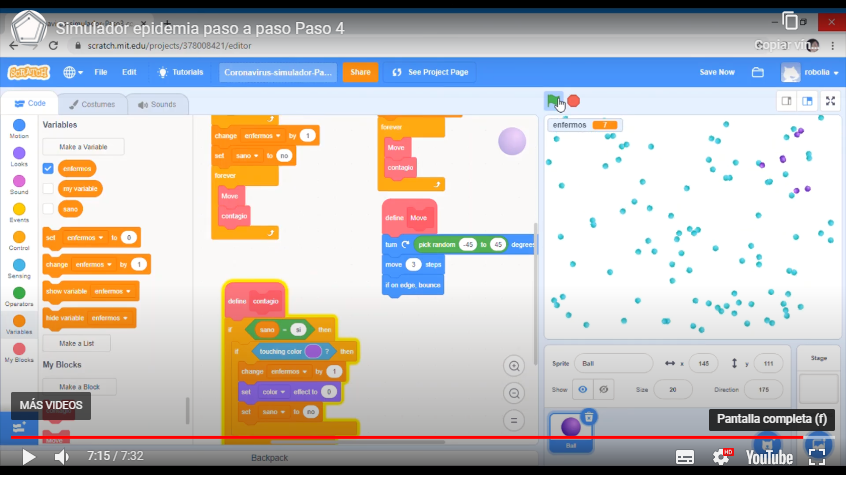 Simulador epidemia paso a paso Paso 4
scratch.mit.edu/projects/378008421/editor
Copiar vin...
SCRATCH
File
Edit
Tutorials
Coronavirus-simulador-Pa...
Share
See Project Page
Save Now
robolia
Code
Costumes
Sounds
Motion
Looks
Sound
Events
Control
Sensing
Operators
Variables
My Blocks
Variables
Make a Variable
enfermos
my variable
sano
set enfermos to 0
change enfermos by 1
show variable enfermos
hide variable enfermos
Make a List
My Blocks
Make a Block
change enfermos by 1
set sano to no
forever
Move
contagio
define contagio
if sano = si then
if touching color ? then
change enfermos by 1
set color effect to 0
set sano to no
forever
Move
contagio
define Move
turn pick random -45 to 45 degrees
move 3 steps
if on edge, bounce
enfermos 7
Sprite Ball x 145 y 111
Show Size 20 Direction 175
Stage
Ball
MÁS VIDEOS
Pantalla completa (f)
7:15 / 7:32
HD
YouTube
Backpack